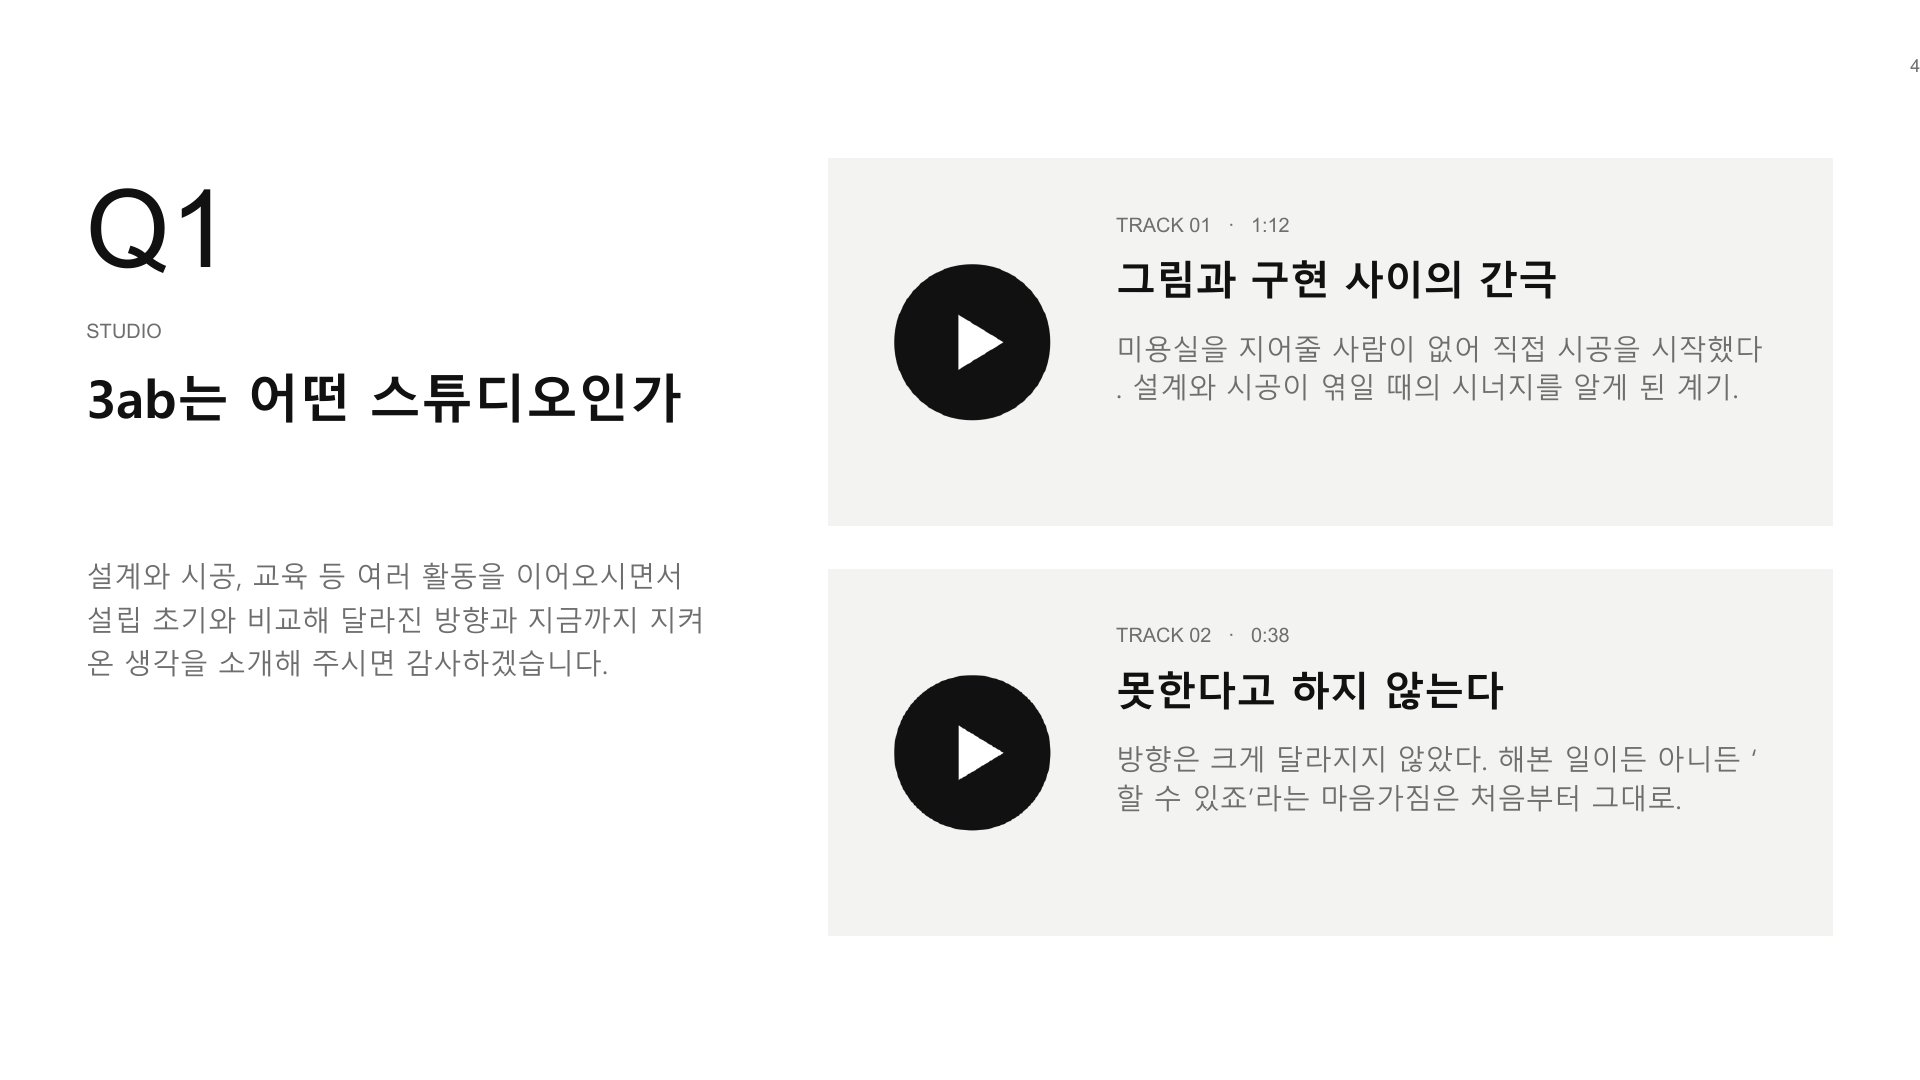 4
Q1
STUDIO
3ab는 어떤 스튜디오인가
설계와 시공, 교육 등 여러 활동을 이어오시면서
설립 초기와 비교해 달라진 방향과 지금까지 지켜
온 생각을 소개해 주시면 감사하겠습니다.
TRACK 01 · 1:12
그림과 구현 사이의 간극
미용실을 지어줄 사람이 없어 직접 시공을 시작했다
. 설계와 시공이 엮일 때의 시너지를 알게 된 계기.
TRACK 02 · 0:38
못한다고 하지 않는다
방향은 크게 달라지지 않았다. 해본 일이든 아니든 ‘
할 수 있죠’라는 마음가짐은 처음부터 그대로.